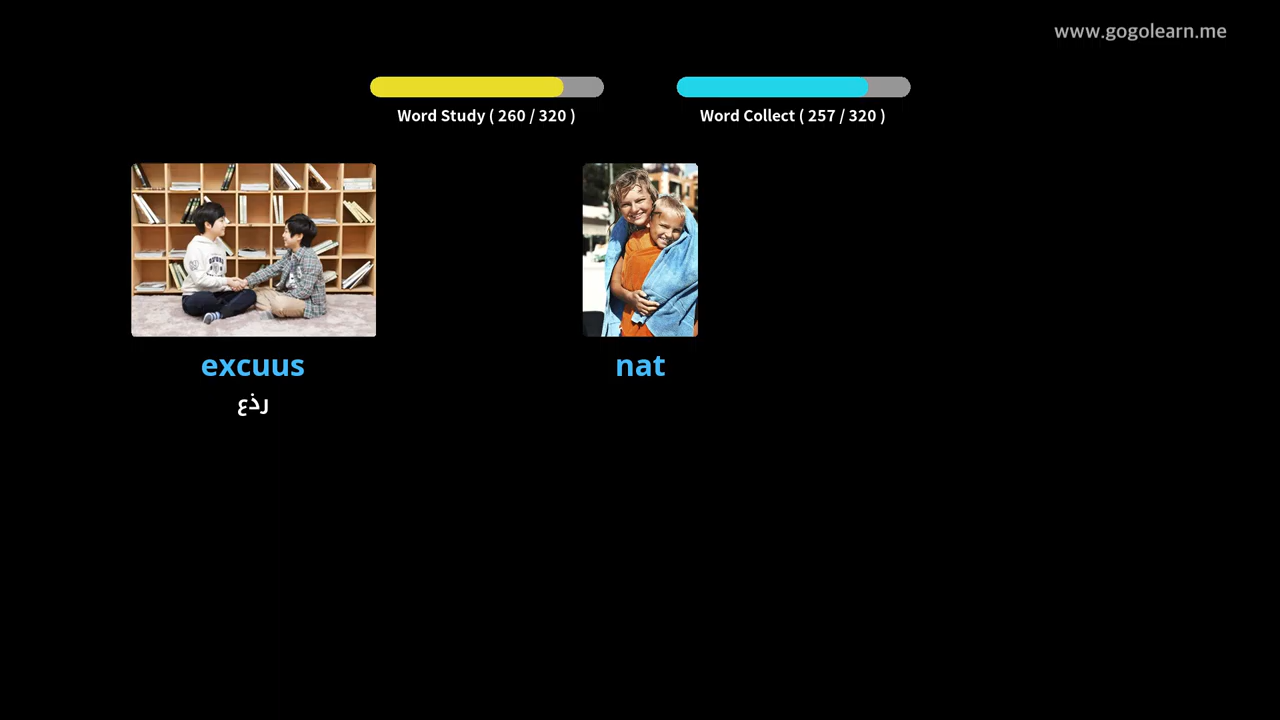 www.gogolearn.me
Word Study ( 260 / 320 )
Word Collect ( 257 / 320 )
excuus
nat
رذع